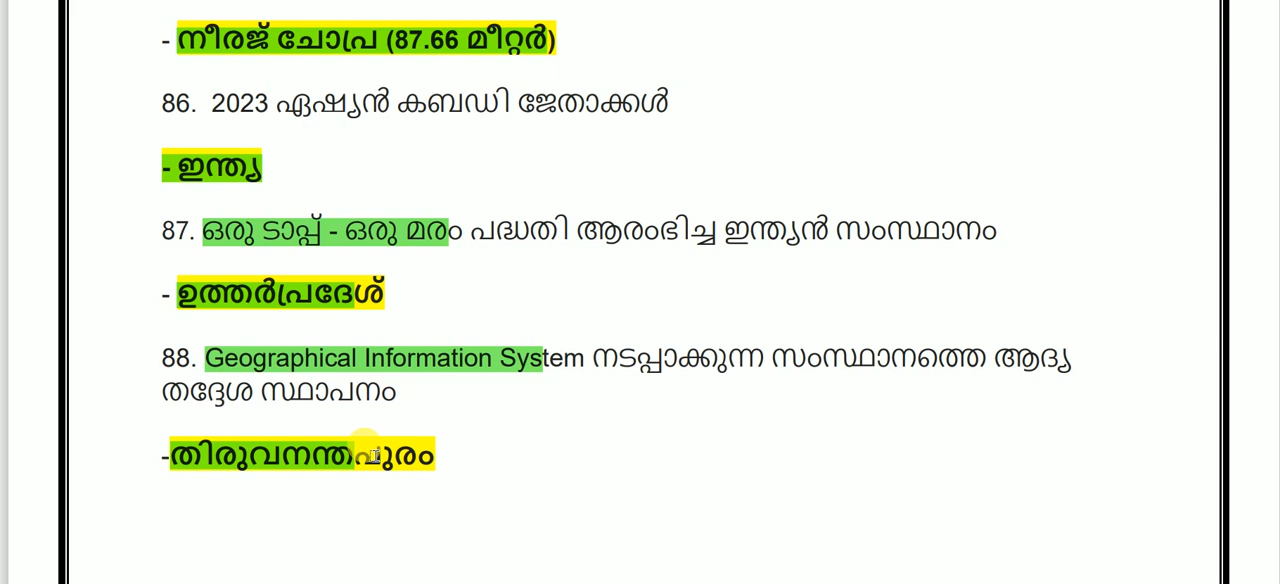 - നീരജ് ചോപ്ര (87.66 മീറ്റർ)
86. 2023 ഏഷ്യൻ കബഡി ജേതാക്കൾ
- ഇന്ത്യ
87. ഒരു ടാപ്പ് - ഒരു മരം പദ്ധതി ആരംഭിച്ച ഇന്ത്യൻ സംസ്ഥാനം
- ഉത്തർപ്രദേശ്
88. Geographical Information System നടപ്പാക്കുന്ന സംസ്ഥാനത്തെ ആദ്യ
തദ്ദേശ സ്ഥാപനം
-തിരുവനന്തപുരം